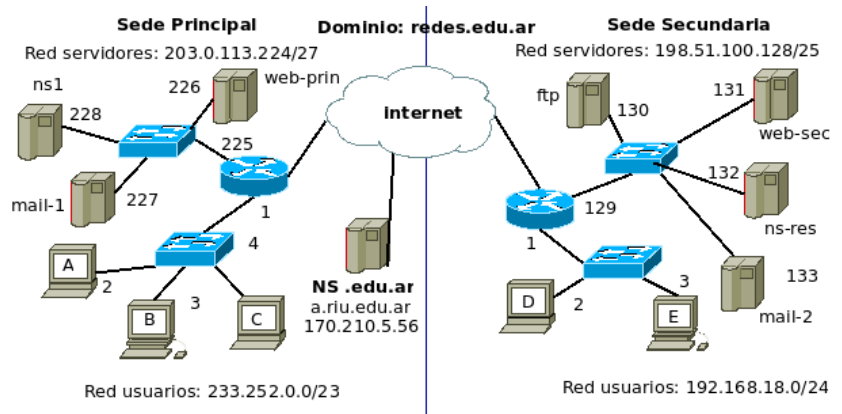 Sede Principal
Dominio: redes.edu.ar
Sede Secundaria
Red servidores: 203.0.113.224/27
Red servidores: 198.51.100.128/25
ns1
226
web-prin
228
225
mail-1
227
1
4
A
2
B
3
C
internet
NS .edu.ar
a.riu.edu.ar
170.210.5.56
ftp
130
131
web-sec
132
129
ns-res
1
133
mail-2
D
2
E
3
Red usuarios: 233.252.0.0/23
Red usuarios: 192.168.18.0/24